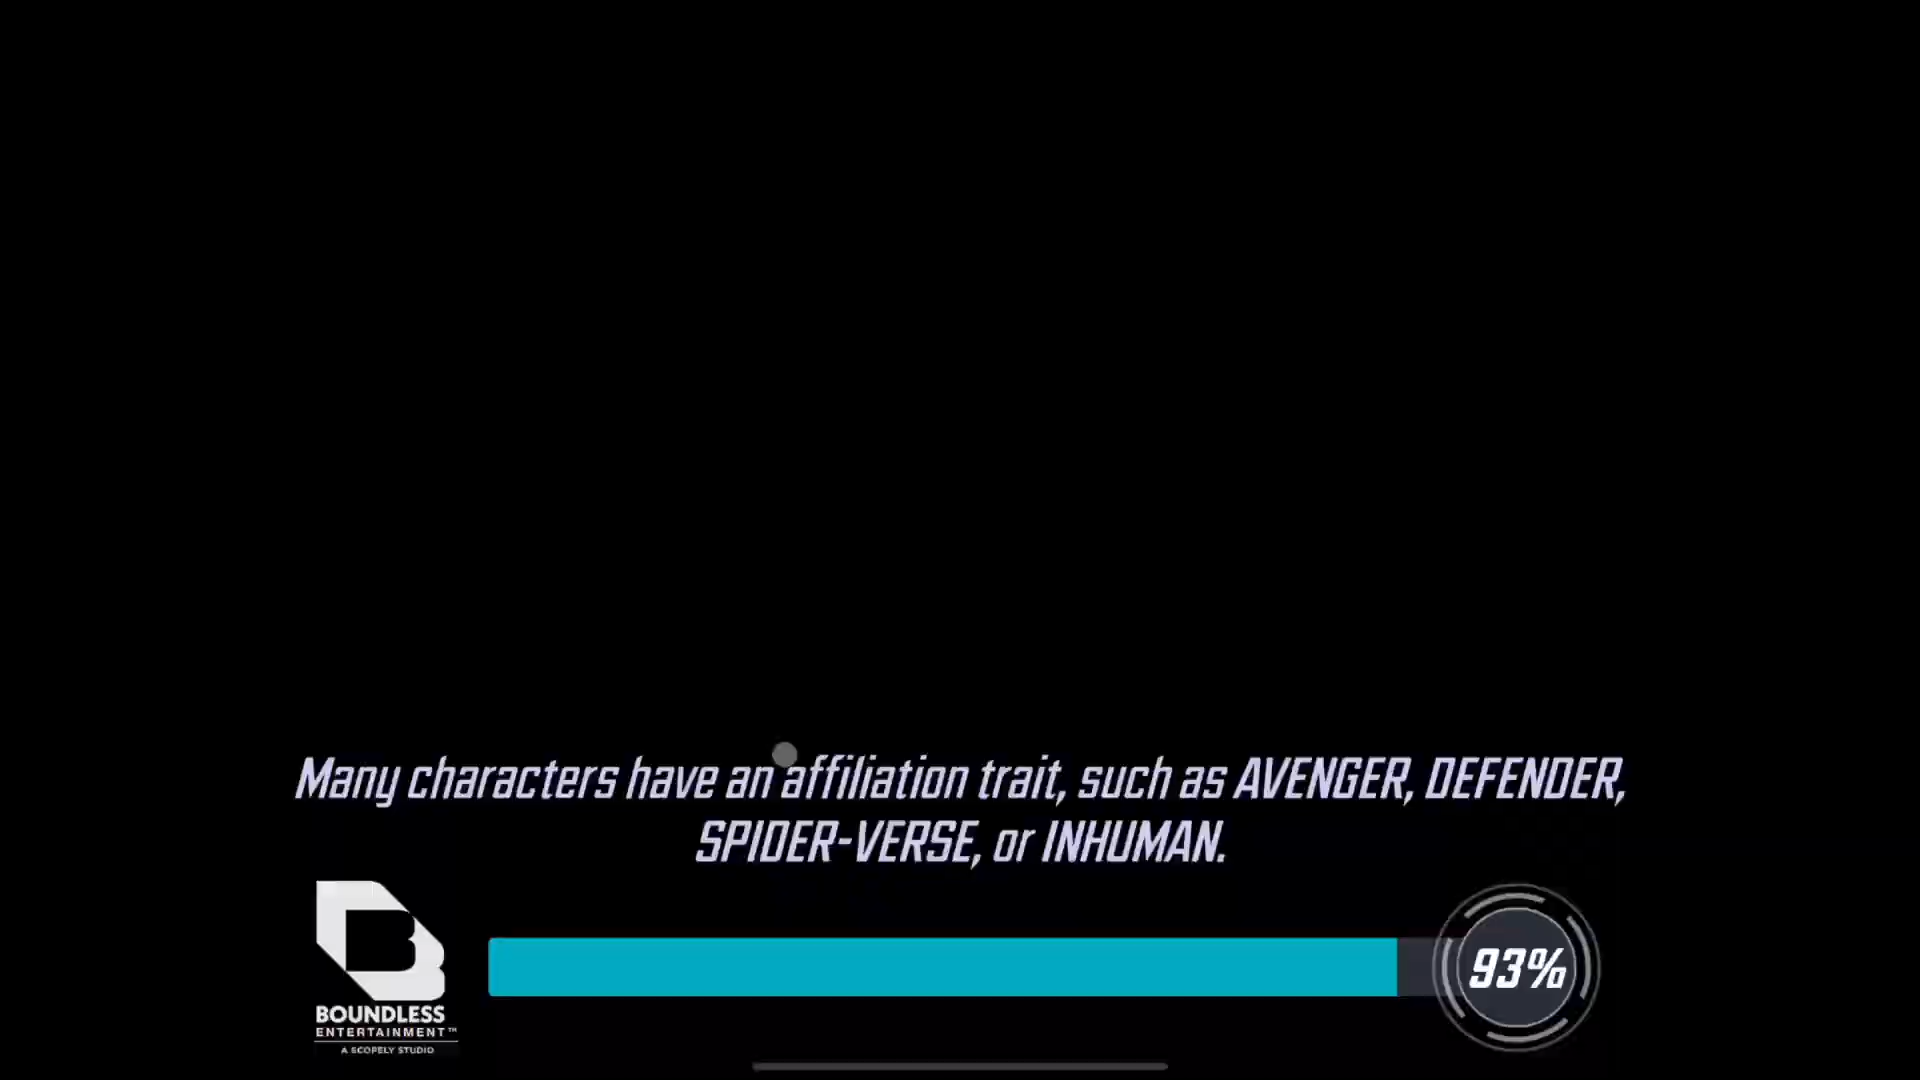 Many characters have an affiliation trait, such as AVENGER, DEFENDER,
SPIDER-VERSE, or INHUMAN.
93%
B
BOUNDLESS
ENTERTAINMENT™
A SCOPELY STUDIO